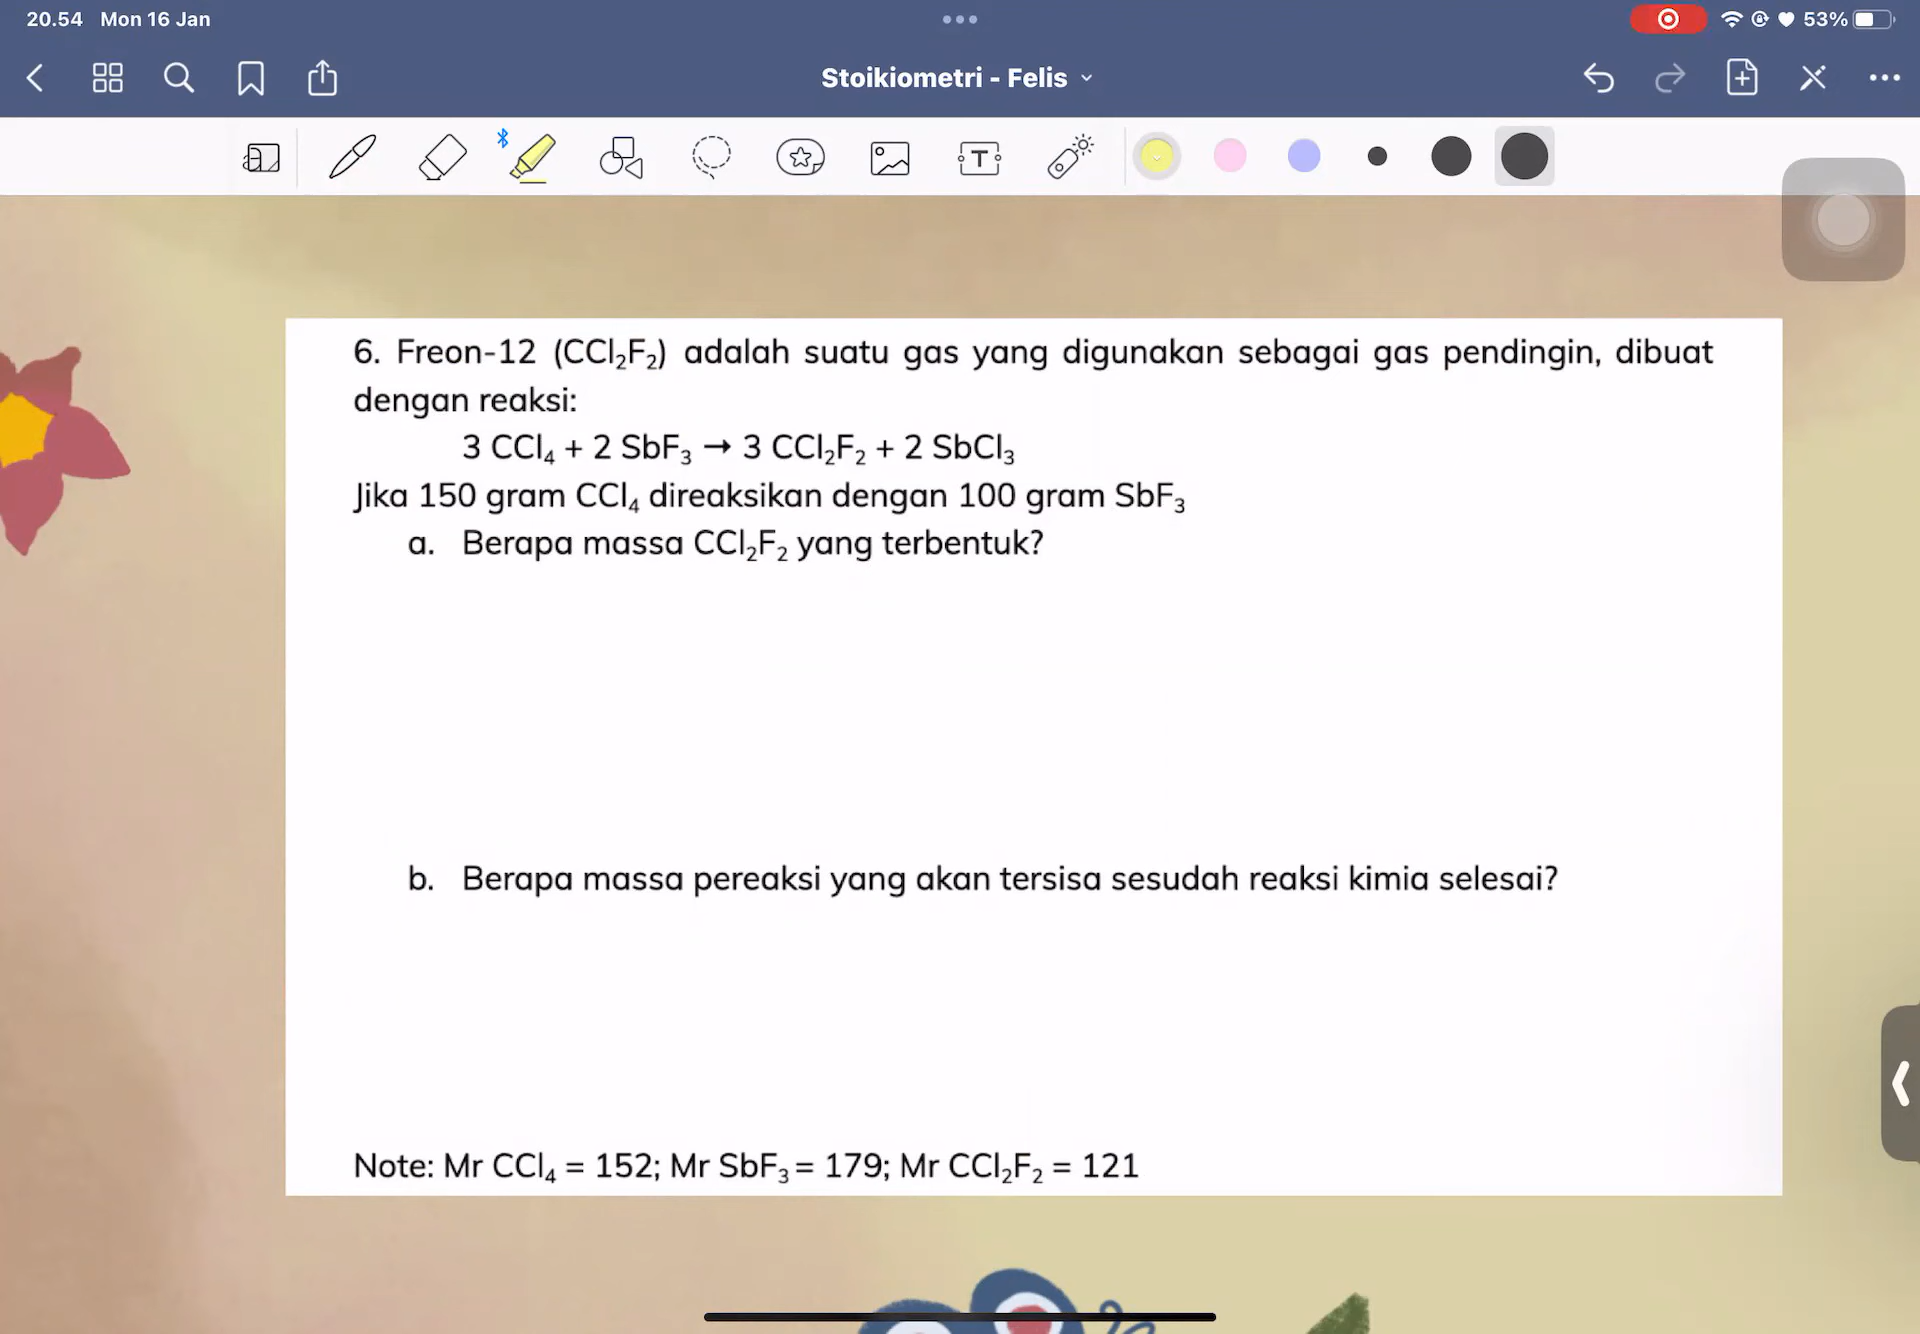 20.54 Mon 16 Jan
53%
Stoikiometri - Felis
a
T
6. Freon-12 (CCl₂F₂) adalah suatu gas yang digunakan sebagai gas pendingin, dibuat
dengan reaksi:
3 CCl₄ + 2 SbF₃ → 3 CCl₂F₂ + 2 SbCl₃
Jika 150 gram CCl₄ direaksikan dengan 100 gram SbF₃
a. Berapa massa CCl₂F₂ yang terbentuk?
b. Berapa massa pereaksi yang akan tersisa sesudah reaksi kimia selesai?
Note: Mr CCl₄ = 152; Mr SbF₃ = 179; Mr CCl₂F₂ = 121